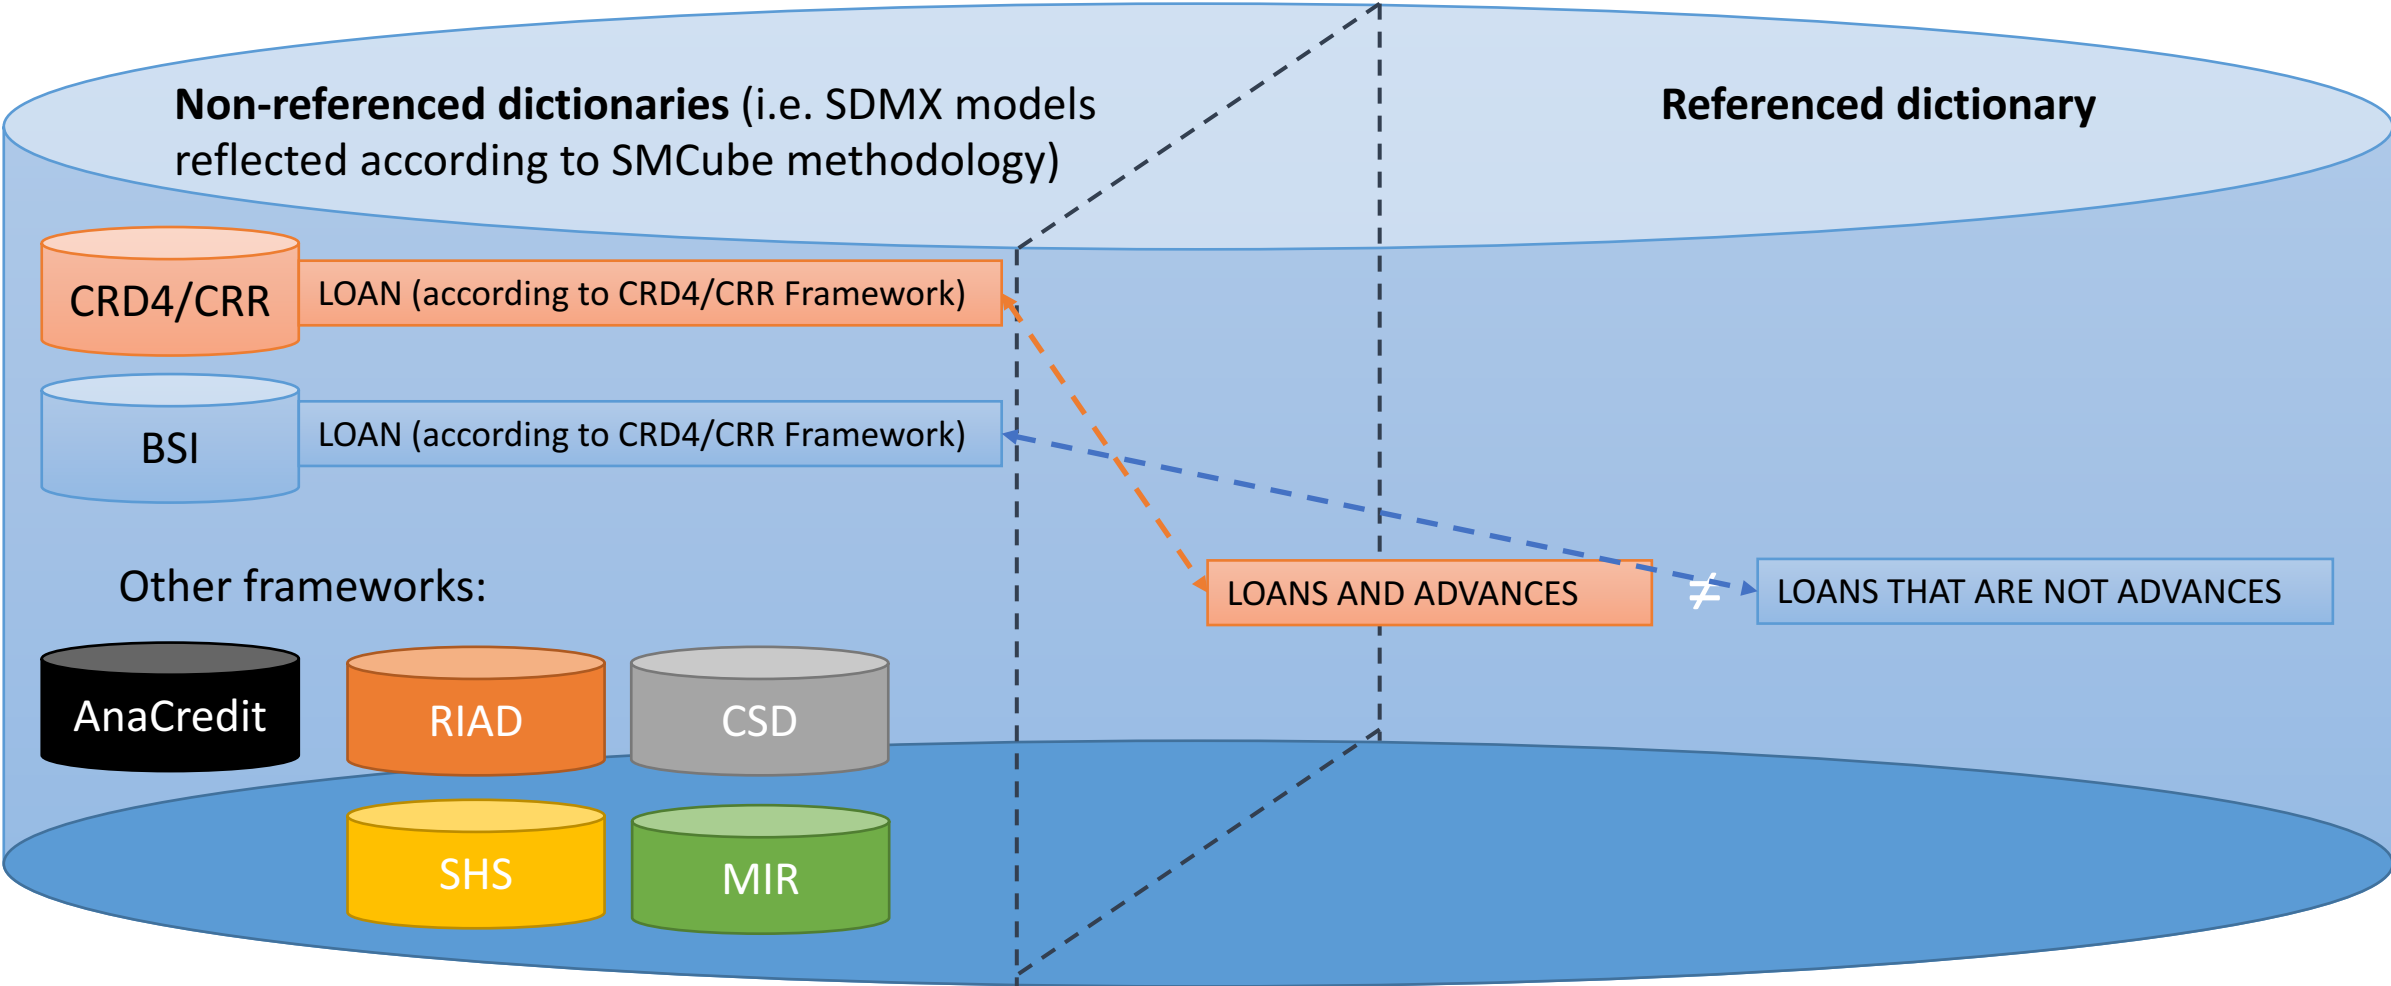 Non-referenced dictionaries (i.e. SDMX models
reflected according to SMCube methodology)
Referenced dictionary
CRD4/CRR
LOAN (according to CRD4/CRR Framework)
BSI
LOAN (according to CRD4/CRR Framework)
Other frameworks:
LOANS AND ADVANCES
≠
LOANS THAT ARE NOT ADVANCES
AnaCredit
RIAD
CSD
SHS
MIR